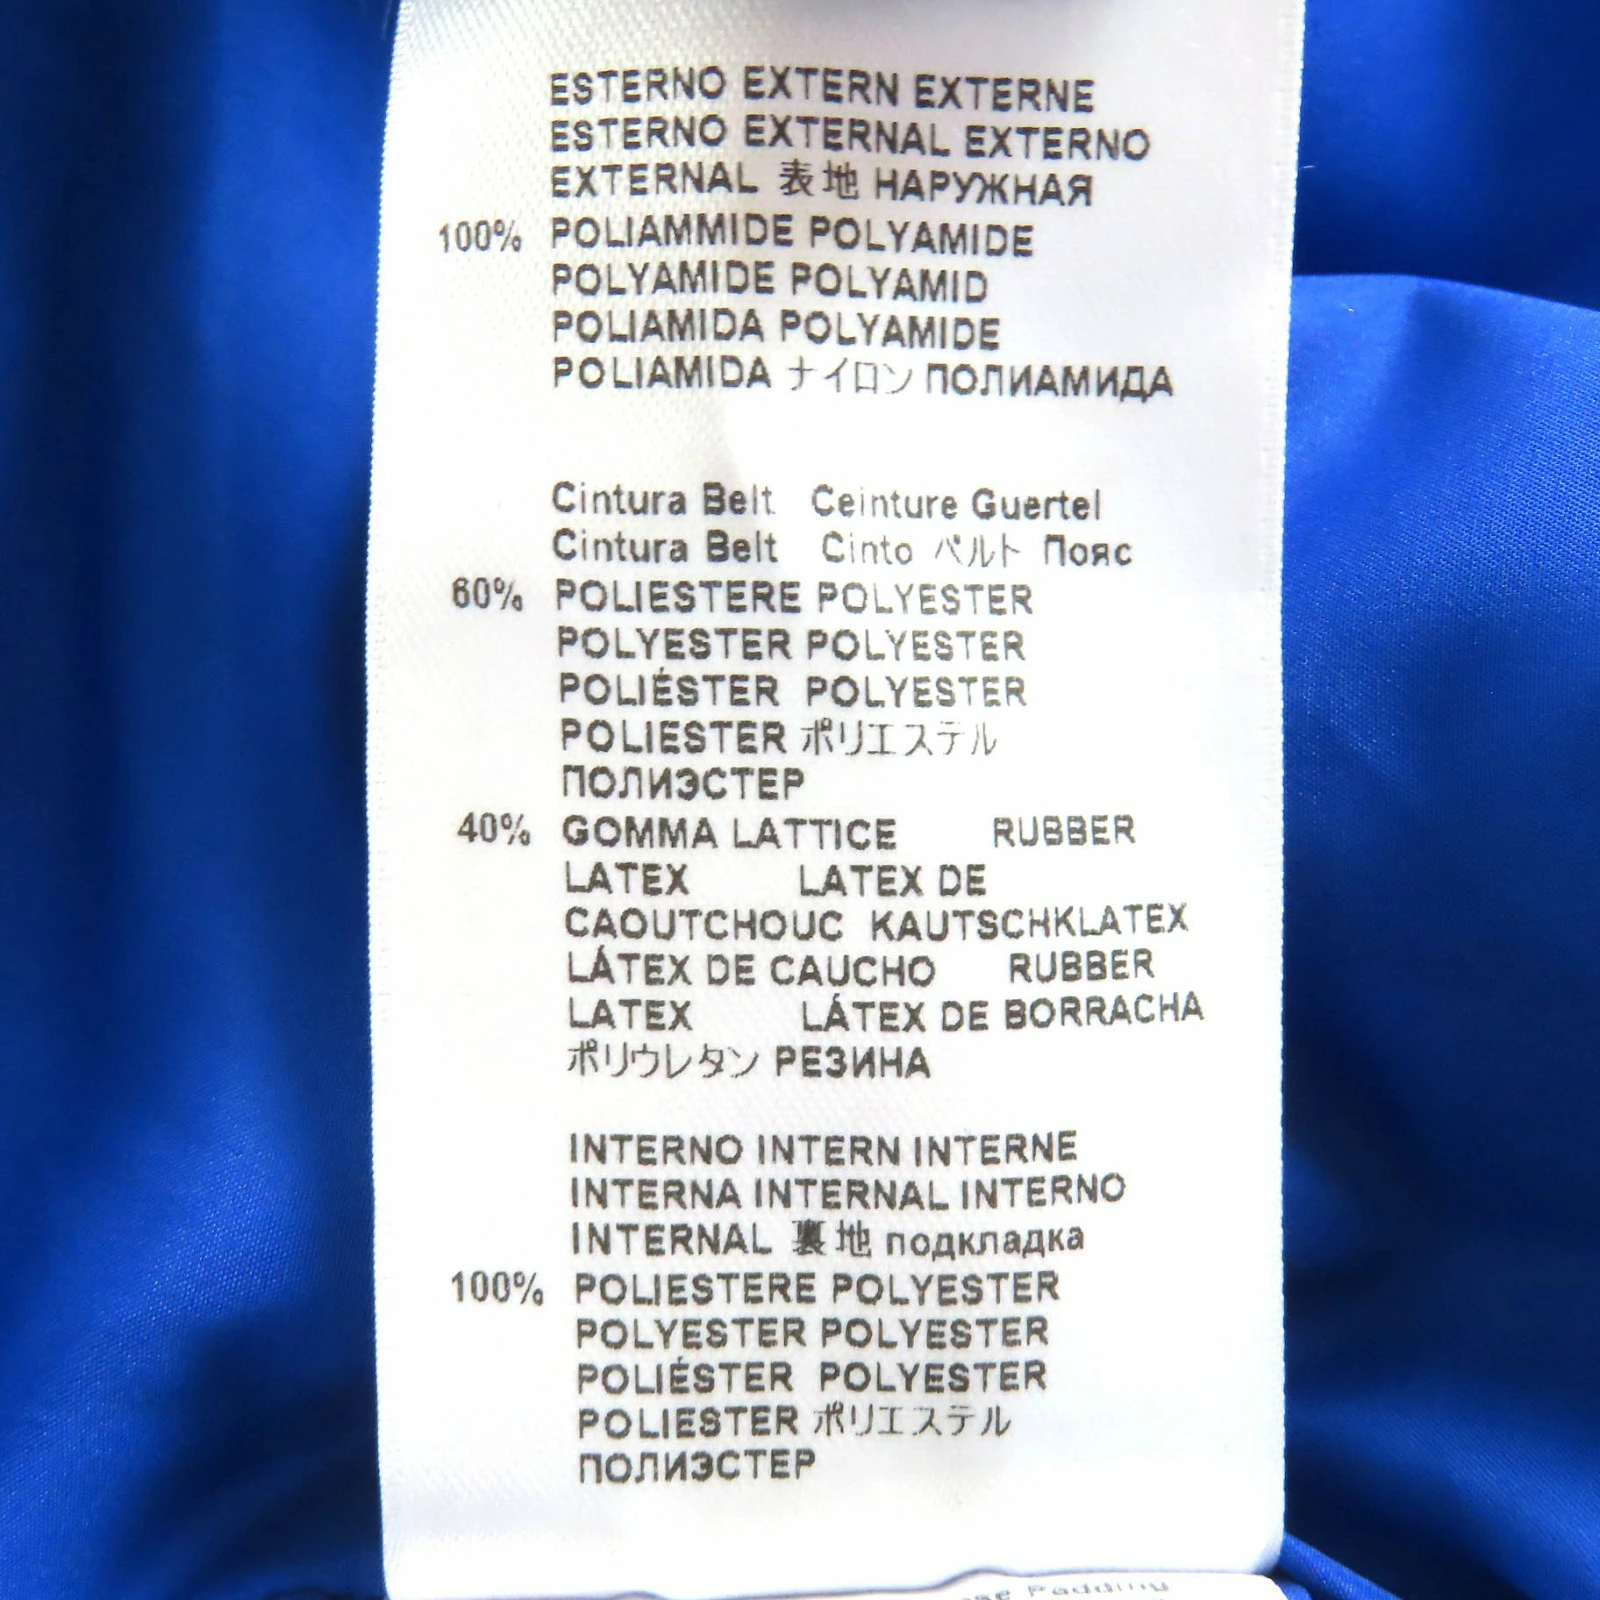 ESTERNO EXTERN EXTERNE
ESTERNO EXTERNAL EXTERNO
EXTERNAL 表地 НАРУЖНАЯ
100% POLIAMMIDE POLYAMIDE
POLYAMIDE POLYAMID
POLIAMIDA POLYAMIDE
POLIAMIDA ナイロン ПОЛИАМИДА
Cintura Belt Ceinture Guertel
Cintura Belt Cinto ベルト Пояс
60% POLIESTERE POLYESTER
POLYESTER POLYESTER
POLIÉSTER POLYESTER
POLIESTER ポリエステル
ПОЛИЭСТЕР
40% GOMMA LATTICE RUBBER
LATEX LATEX DE
CAOUTCHOUC KAUTSCHKLATEX
LÁTEX DE CAUCHO RUBBER
LATEX LÁTEX DE BORRACHA
ポリウレタン РЕЗИНА
INTERNO INTERN INTERNE
INTERNA INTERNAL INTERNO
INTERNAL 裏地 подкладка
100% POLIESTERE POLYESTER
POLYESTER POLYESTER
POLIÉSTER POLYESTER
POLIESTER ポリエステル
ПОЛИЭСТЕР
Padding